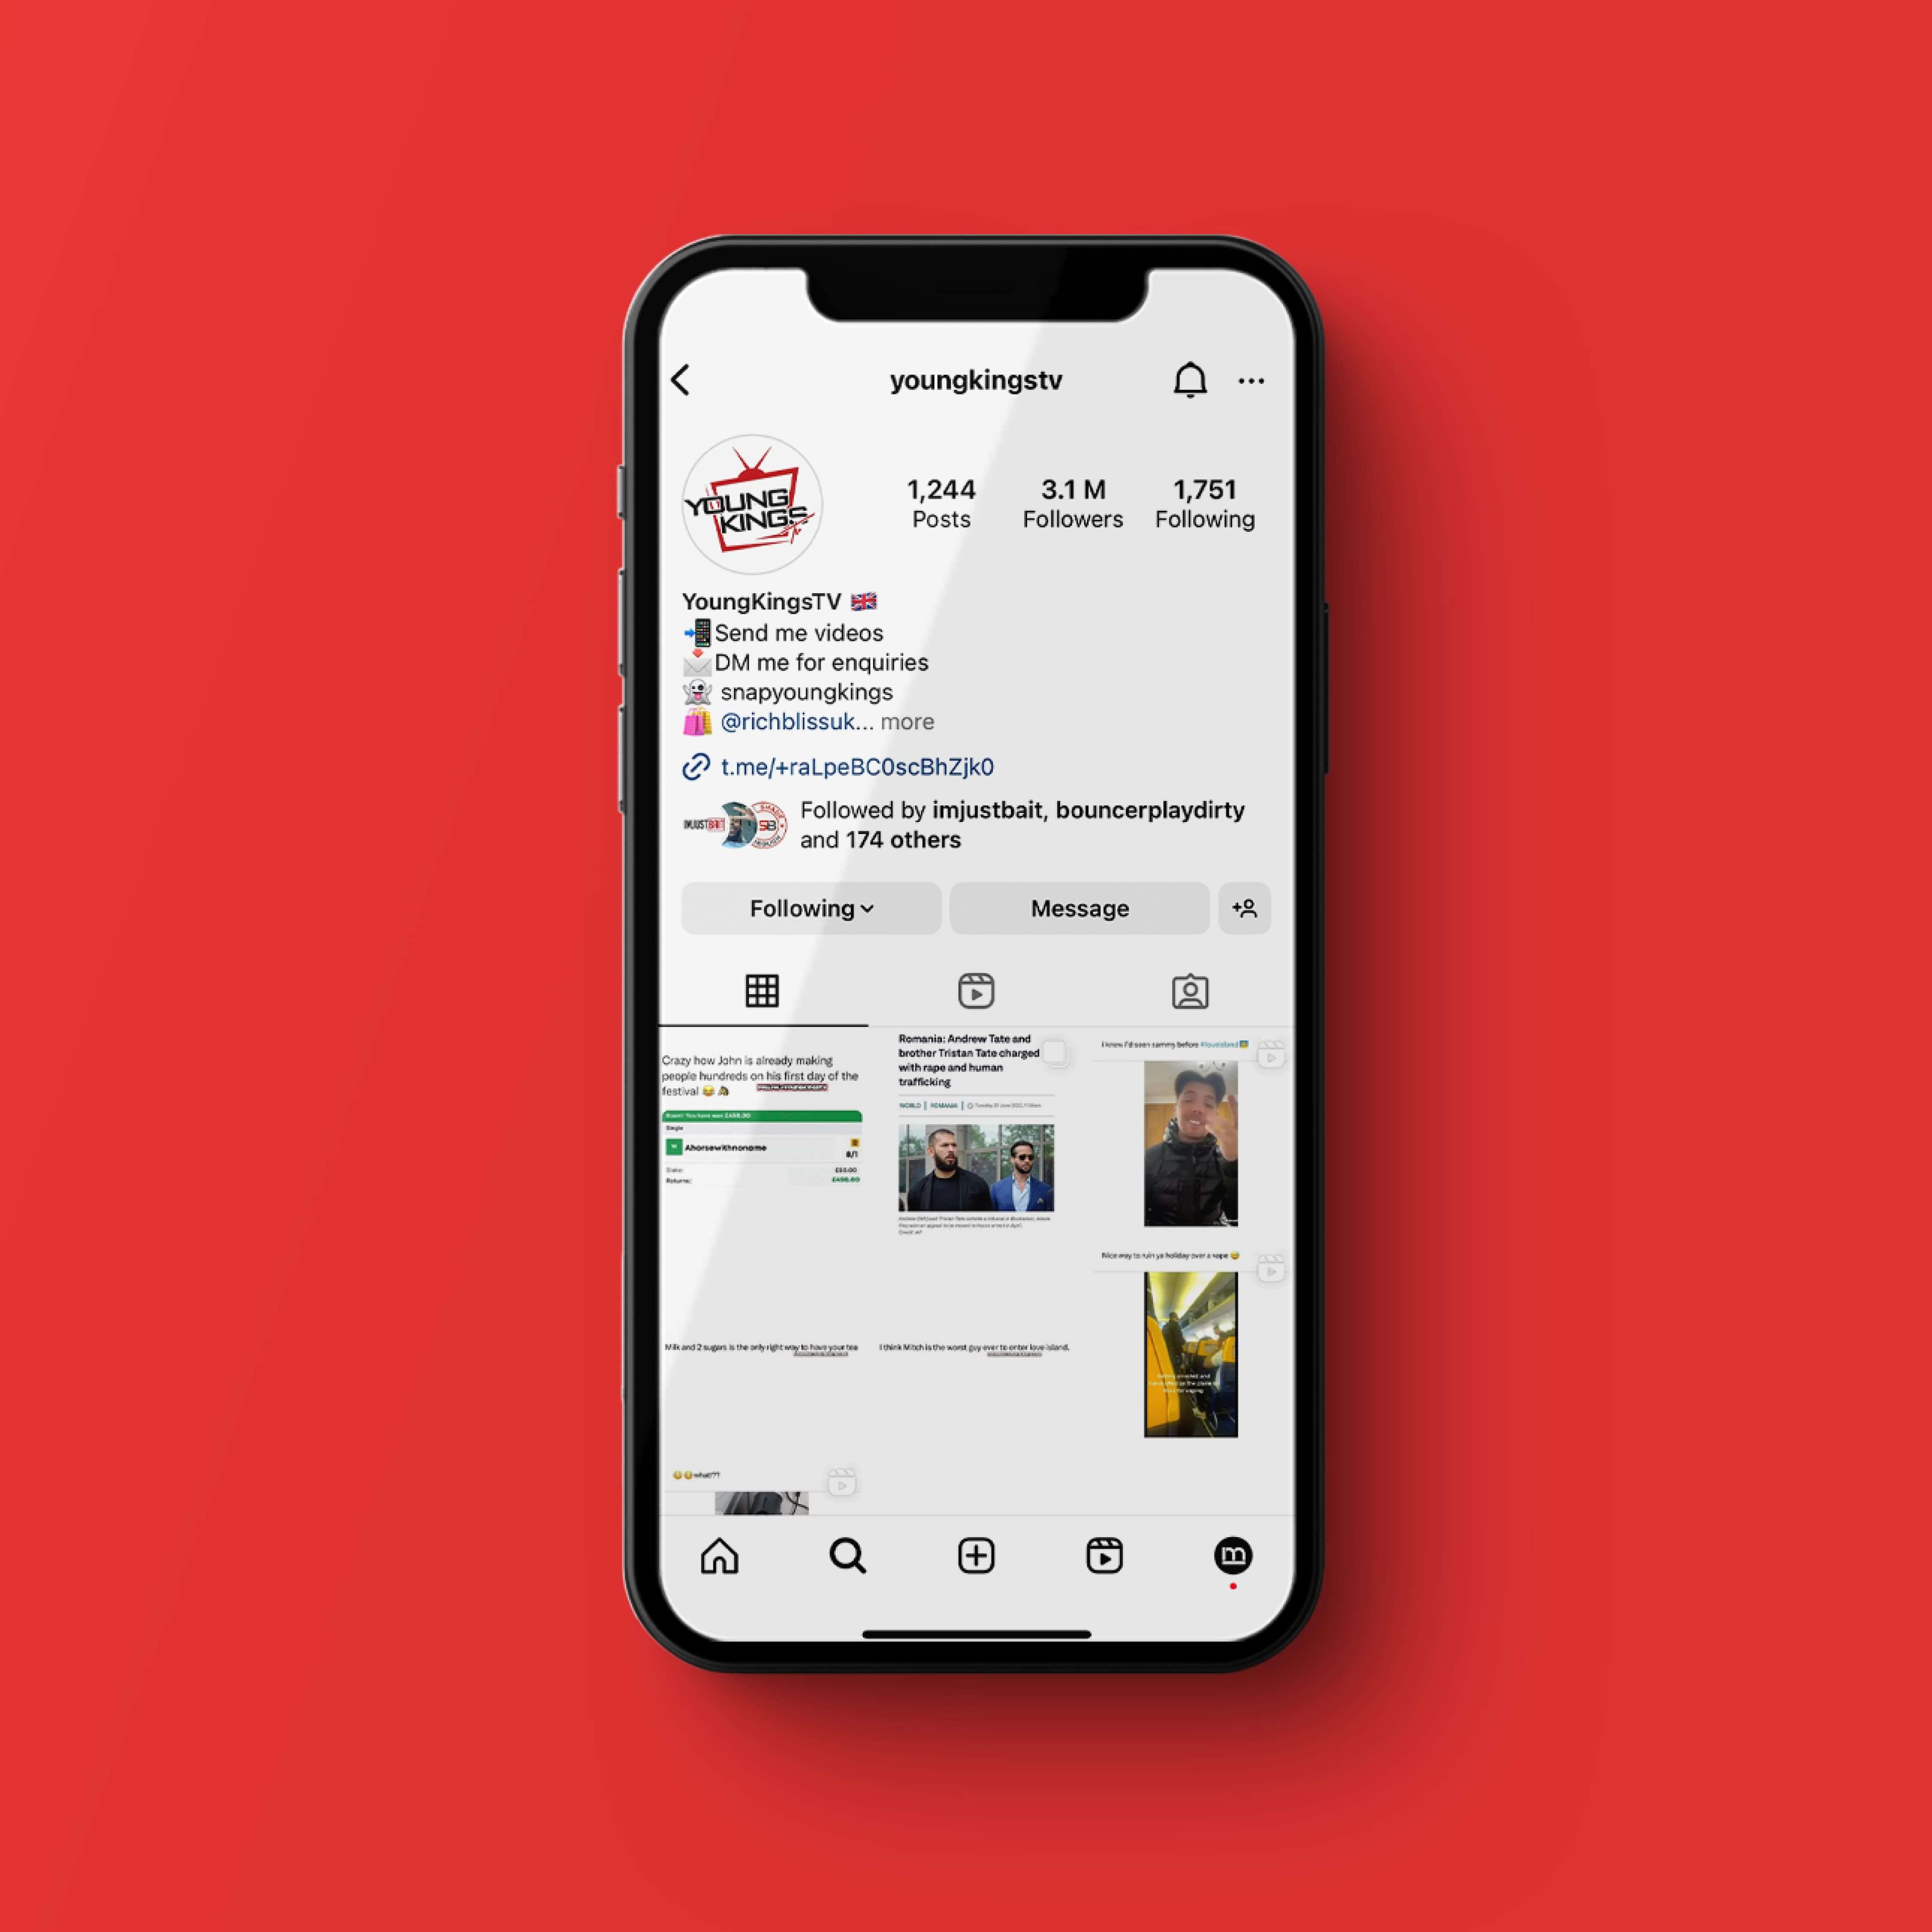 youngkingstv
YOUNG
KINGS
TV
1,244
Posts
3.1 M
Followers
1,751
Following
YoungKingsTV 🇬🇧
📲Send me videos
📩DM me for enquiries
👻 snapyoungkings
🛍️ @richblissuk... more
t.me/+raLpeBC0scBhZjk0
IMJUSTBAIT
SB
Followed by imjustbait, bouncerplaydirty
and 174 others
Following
Message
Crazy how John is already making
people hundreds on his first day of the
festival 😂 🐴
Boom! You have won £450.00
Single
Ahorsewithnoname
8/1
Stake:
£50.00
Returns:
£450.00
Romania: Andrew Tate and
brother Tristan Tate charged
with rape and human
trafficking
WORLD | ROMANIA |
I knew I'd seen sammy before #loveisland
Nice way to ruin ya holiday over a vape 😅
Milk and 2 sugars is the only right way to have your tea
I think Mitch is the worst guy ever to enter love island.
😳😳what!??
m